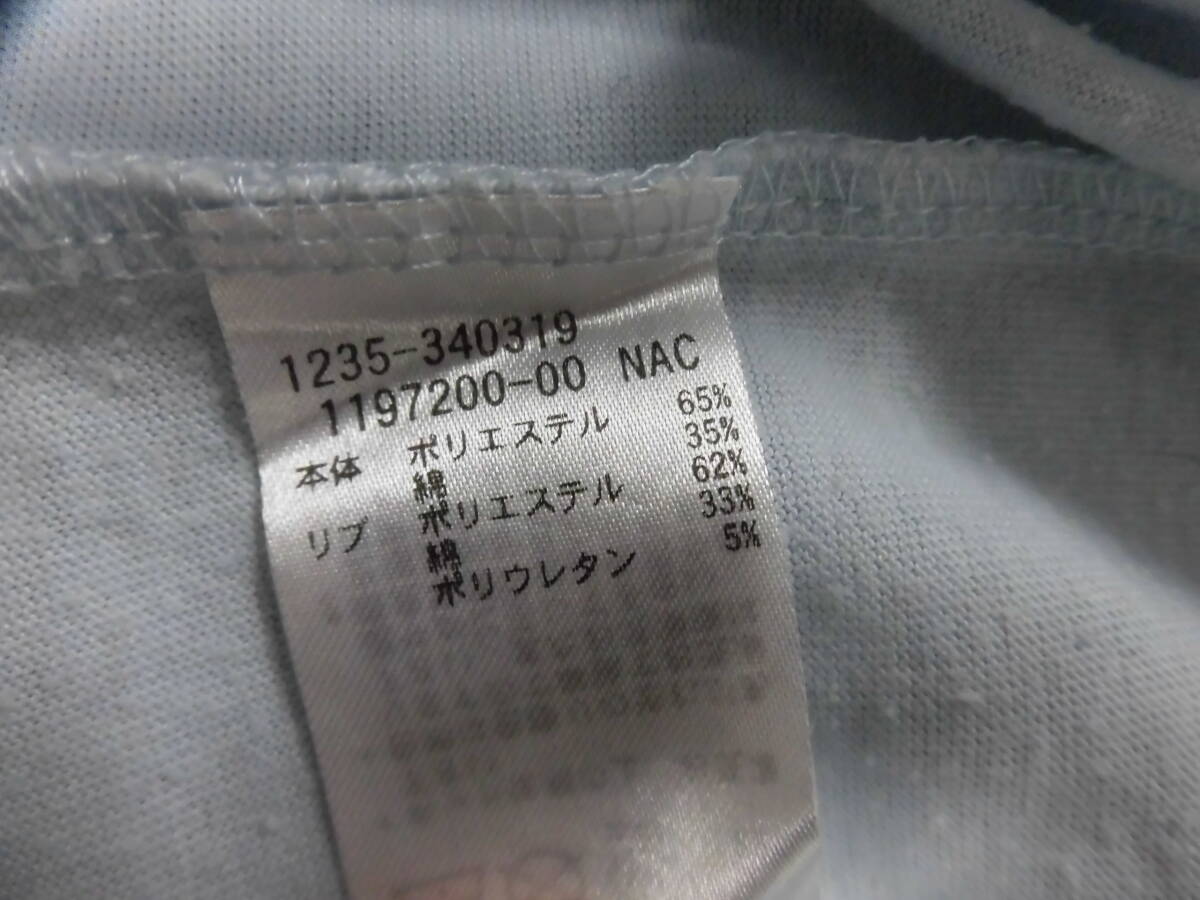 1235-340319
1197200-00 NAC
本体 ポリエステル 65%
綿 35%
リブ ポリエステル 62%
綿 33%
ポリウレタン 5%